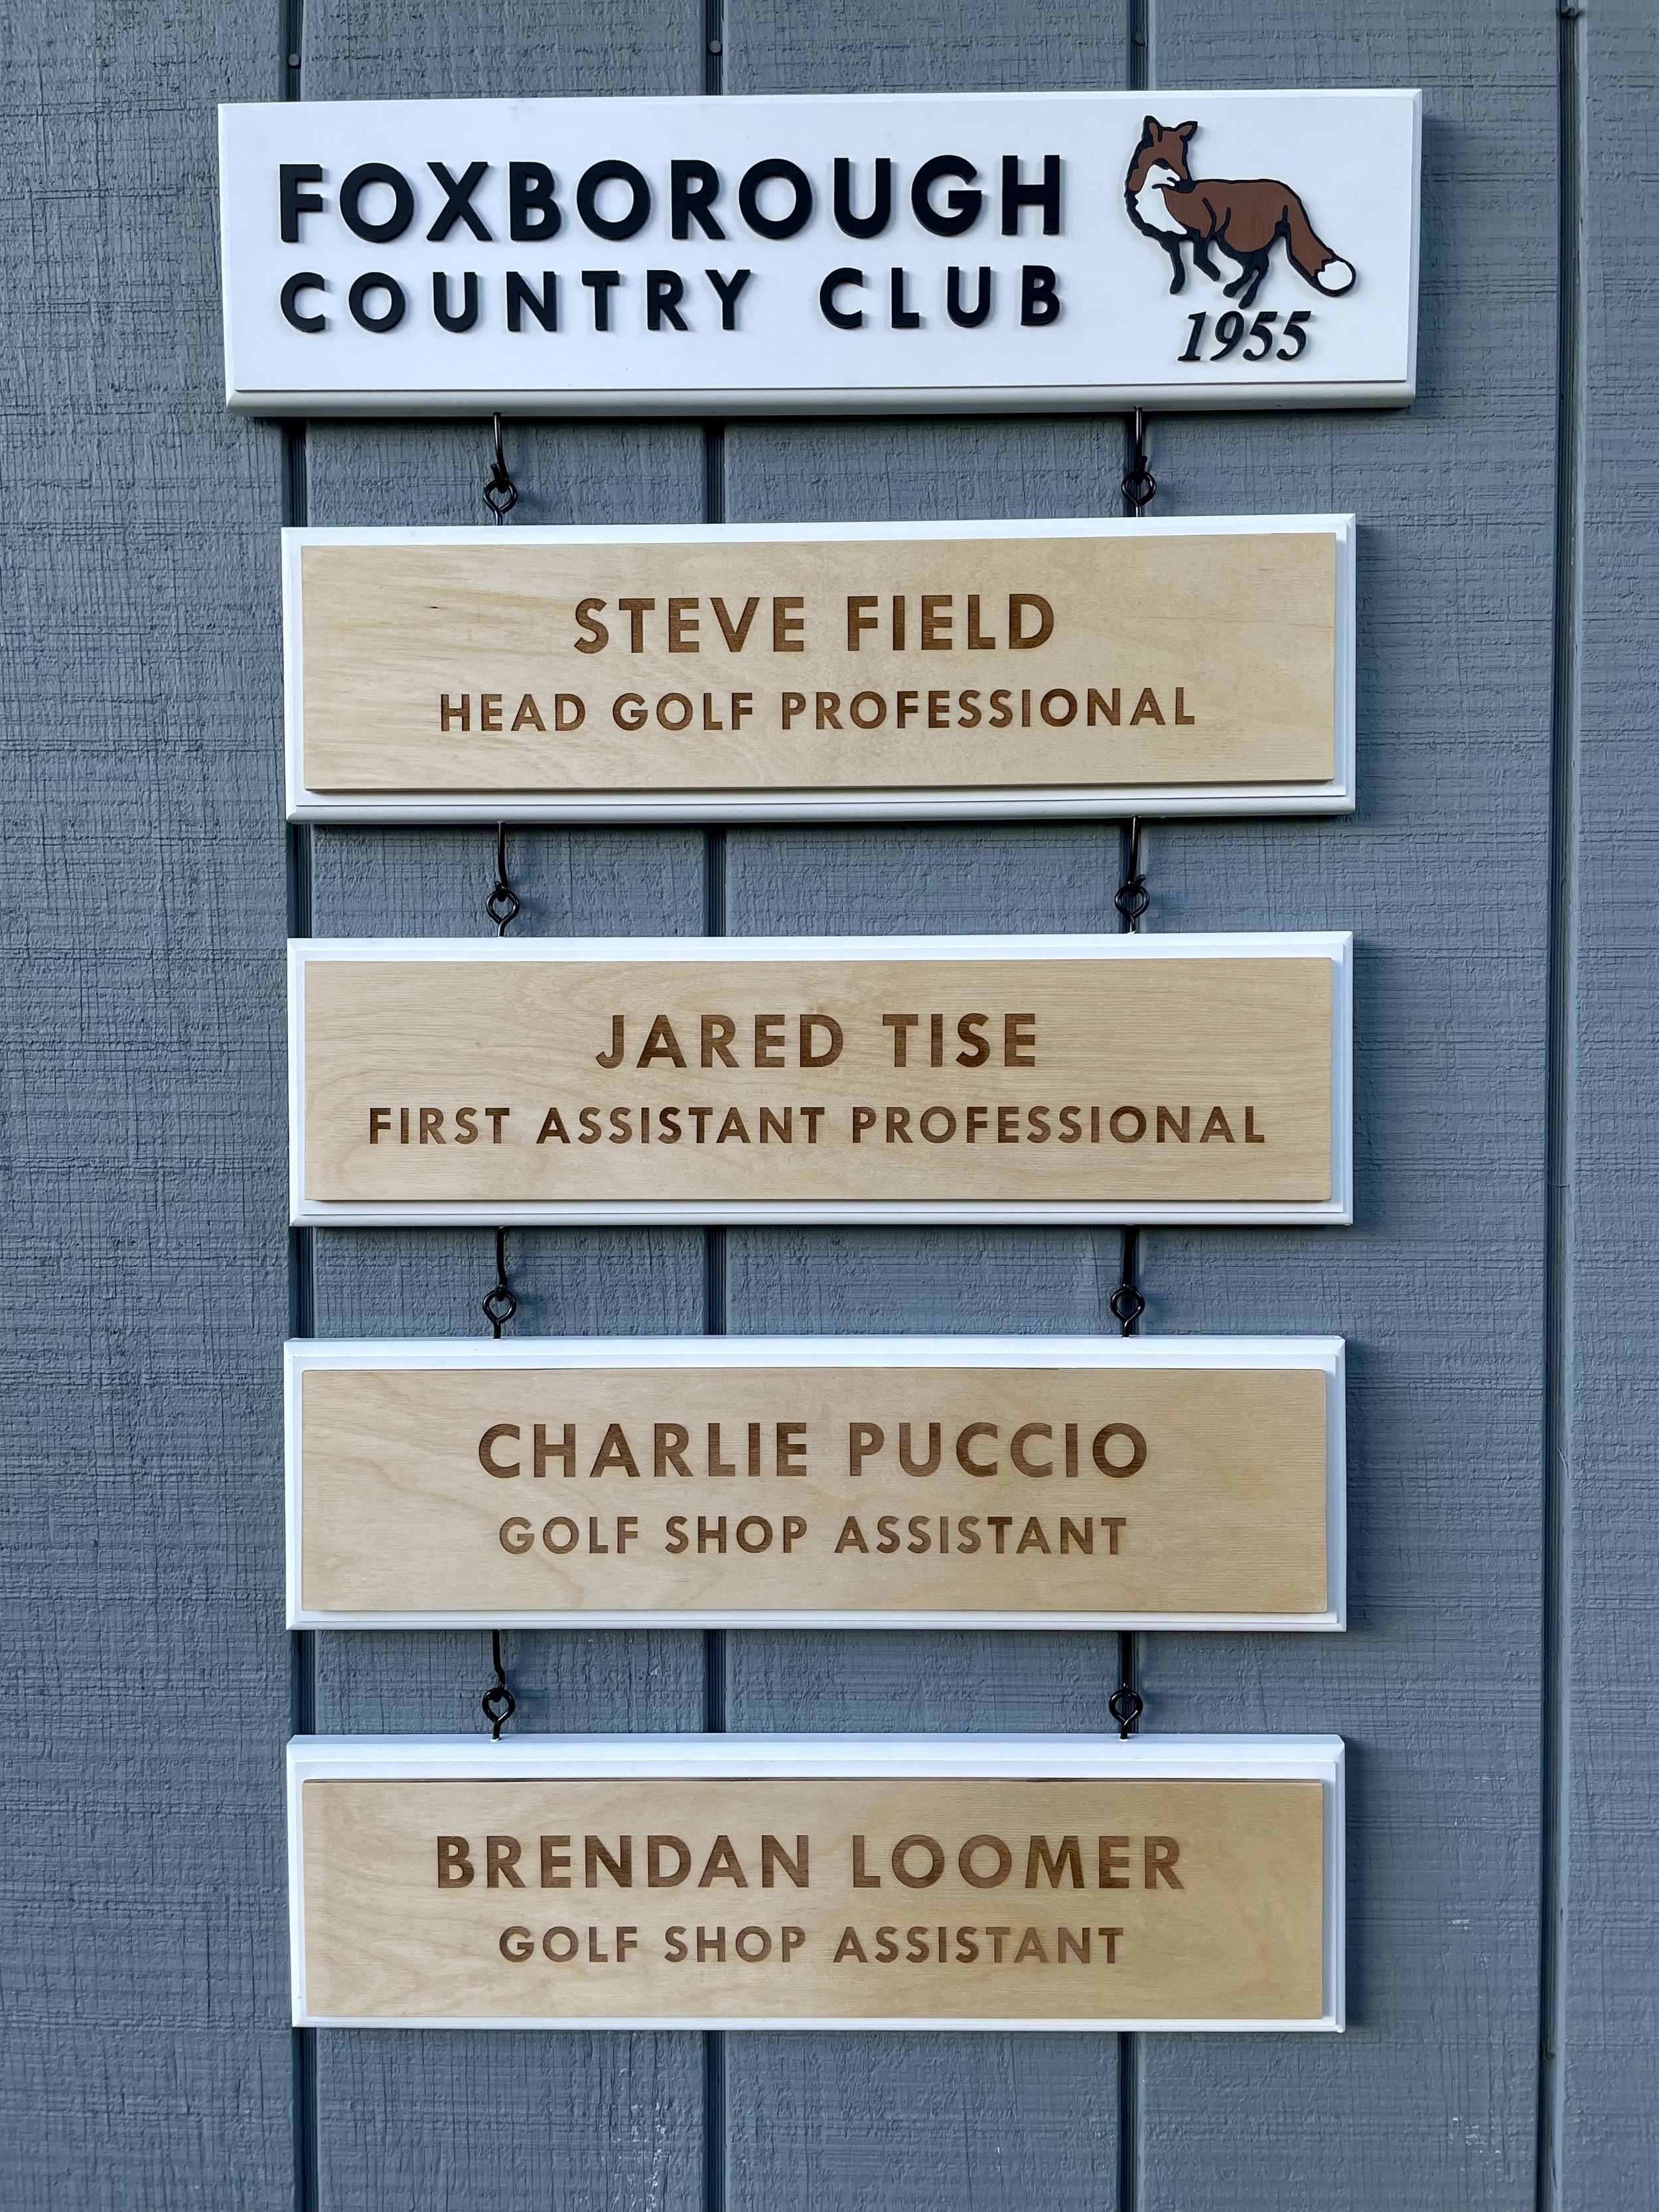 FOXBOROUGH
COUNTRY CLUB
1955
STEVE FIELD
HEAD GOLF PROFESSIONAL
JARED TISE
FIRST ASSISTANT PROFESSIONAL
CHARLIE PUCCIO
GOLF SHOP ASSISTANT
BRENDAN LOOMER
GOLF SHOP ASSISTANT